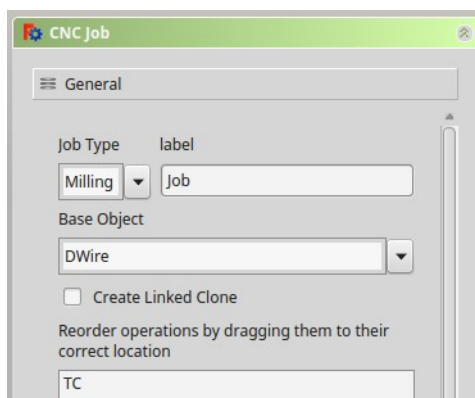 CNC Job
General
Job Type label
Milling Job
Base Object
DWire
Create Linked Clone
Reorder operations by dragging them to their
correct location
TC